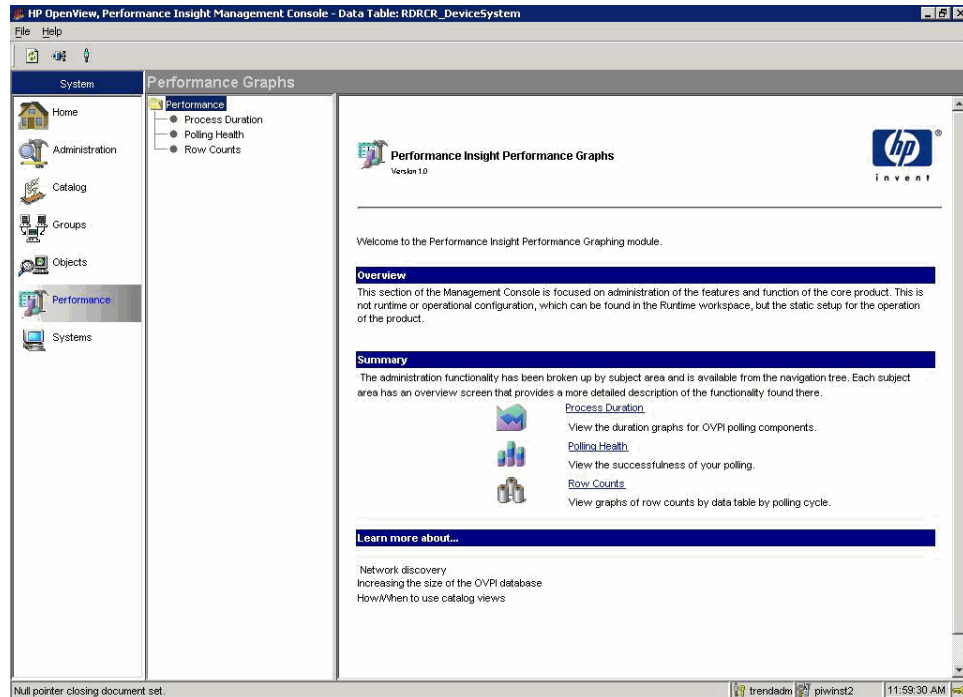 HP OpenView, Performance Insight Management Console - Data Table: RDRCR_DeviceSystem
File Help
System
Performance Graphs
Home
Administration
Catalog
Groups
Objects
Performance
Systems
Performance
Process Duration
Polling Health
Row Counts
Performance Insight Performance Graphs
Version 1.0
hp
®
invent
Welcome to the Performance Insight Performance Graphing module.
Overview
This section of the Management Console is focused on administration of the features and function of the core product. This is
not runtime or operational configuration, which can be found in the Runtime workspace, but the static setup for the operation
of the product.
Summary
The administration functionality has been broken up by subject area and is available from the navigation tree. Each subject
area has an overview screen that provides a more detailed description of the functionality found there.
Process Duration
View the duration graphs for OVPI polling components.
Polling Health
View the successfulness of your polling.
Row Counts
View graphs of row counts by data table by polling cycle.
Learn more about...
Network discovery
Increasing the size of the OVPI database
How/When to use catalog views
Null pointer closing document set.
trendadm piwinst2 11:59:30 AM